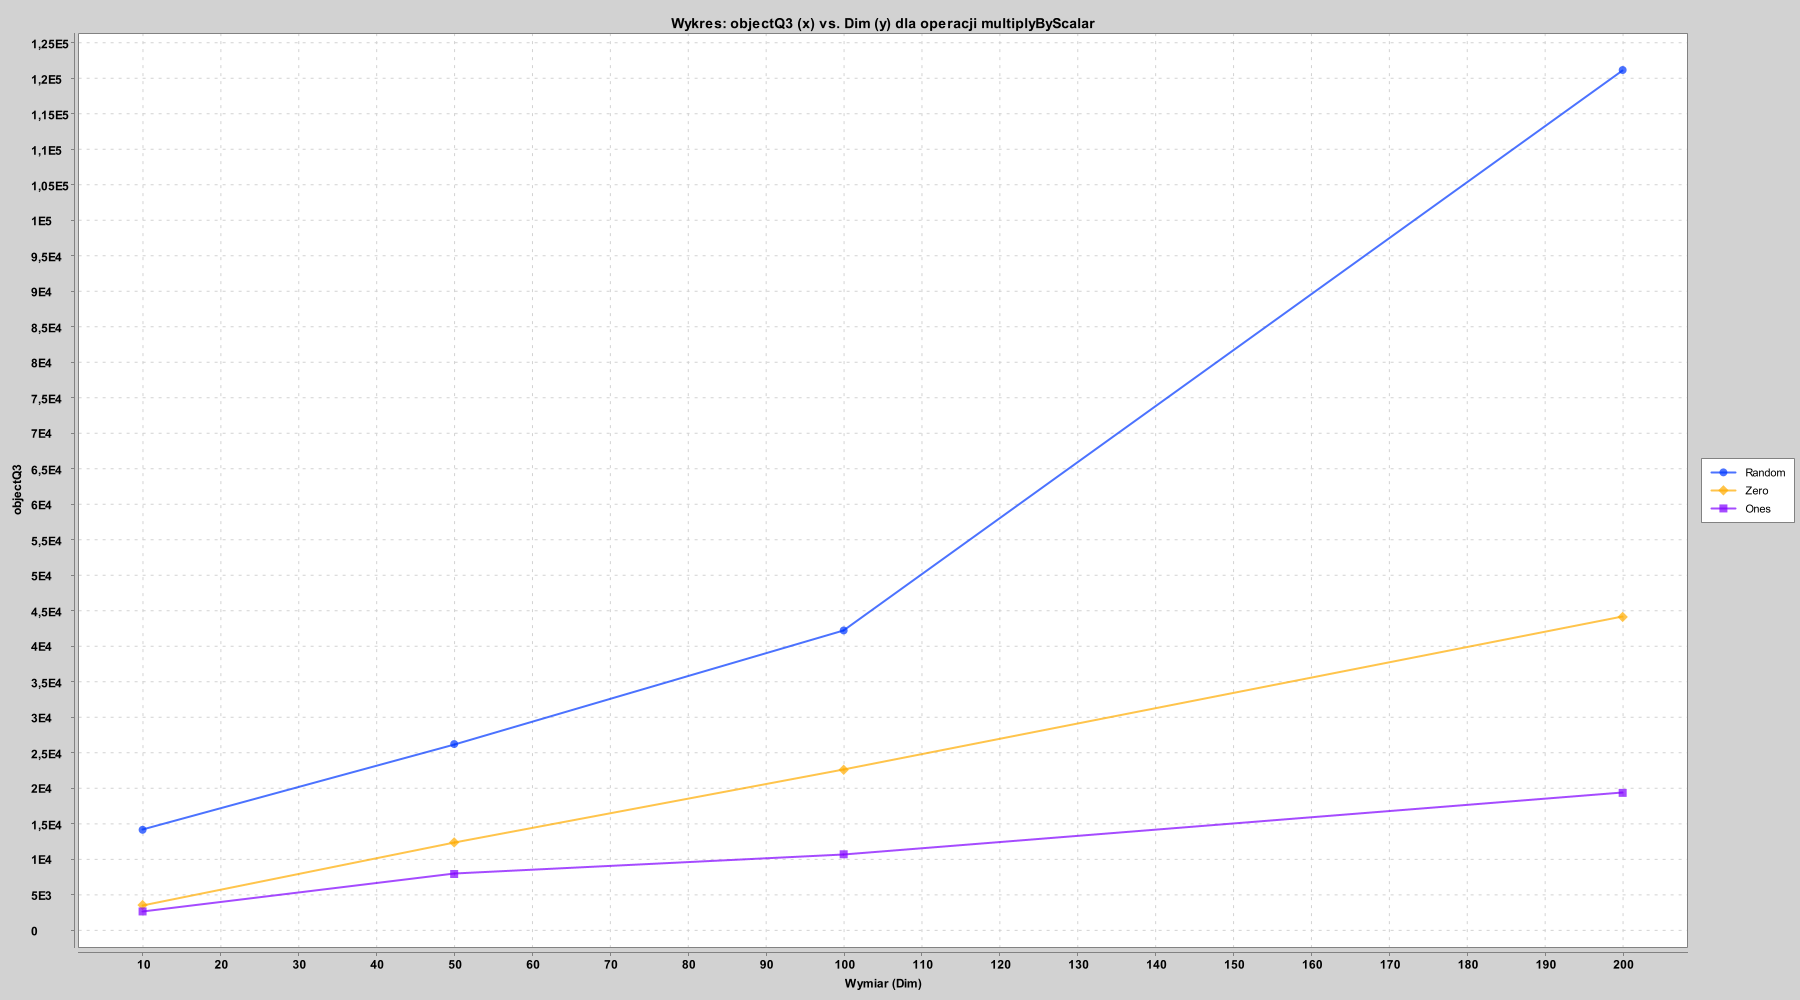 Wykres: objectQ3 (x) vs. Dim (y) dla operacji multiplyByScalar
1,25E5
1,2E5
1,15E5
1,1E5
1,05E5
1E5
9,5E4
9E4
8,5E4
8E4
7,5E4
7E4
6,5E4
6E4
5,5E4
5E4
4,5E4
4E4
3,5E4
3E4
2,5E4
2E4
1,5E4
1E4
5E3
0
objectQ3
10 20 30 40 50 60 70 80 90 100 110 120 130 140 150 160 170 180 190 200
Wymiar (Dim)
Random
Zero
Ones